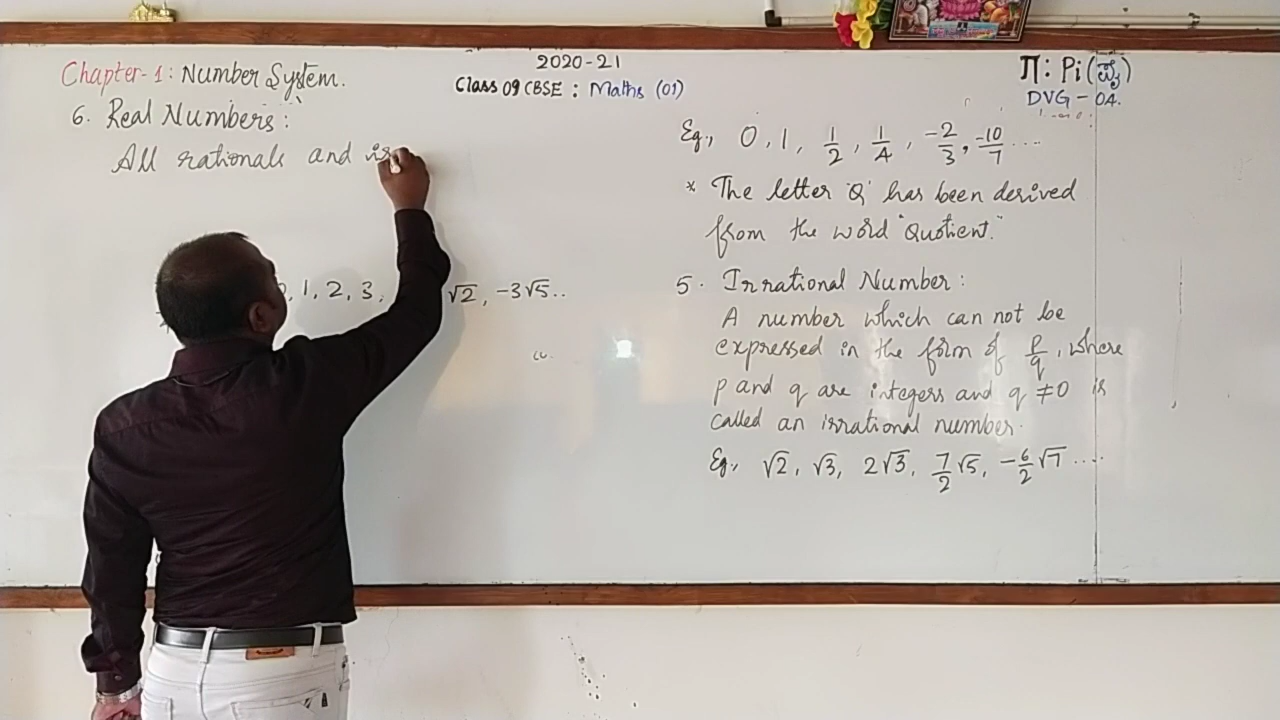 2020-21
Class 09 CBSE : Maths (01)
Π: Pi
DVG - 04.
Chapter-1: Number System.
6. Real Numbers:
All rationals and
, 1, 2, 3,
√2, -3√5..
Eg., 0, 1, 1/2, 1/4, -2/3, -10/7 ....
* The letter 'Q' has been derived
from the word "Quotient."
5. Irrational Number:
A number which can not be
expressed in the form of p/q, where
p and q are integers and q ≠ 0 is
called an irrational number.
Eg., √2, √3, 2√3, 7/2 √5, -6/2 √7 ....